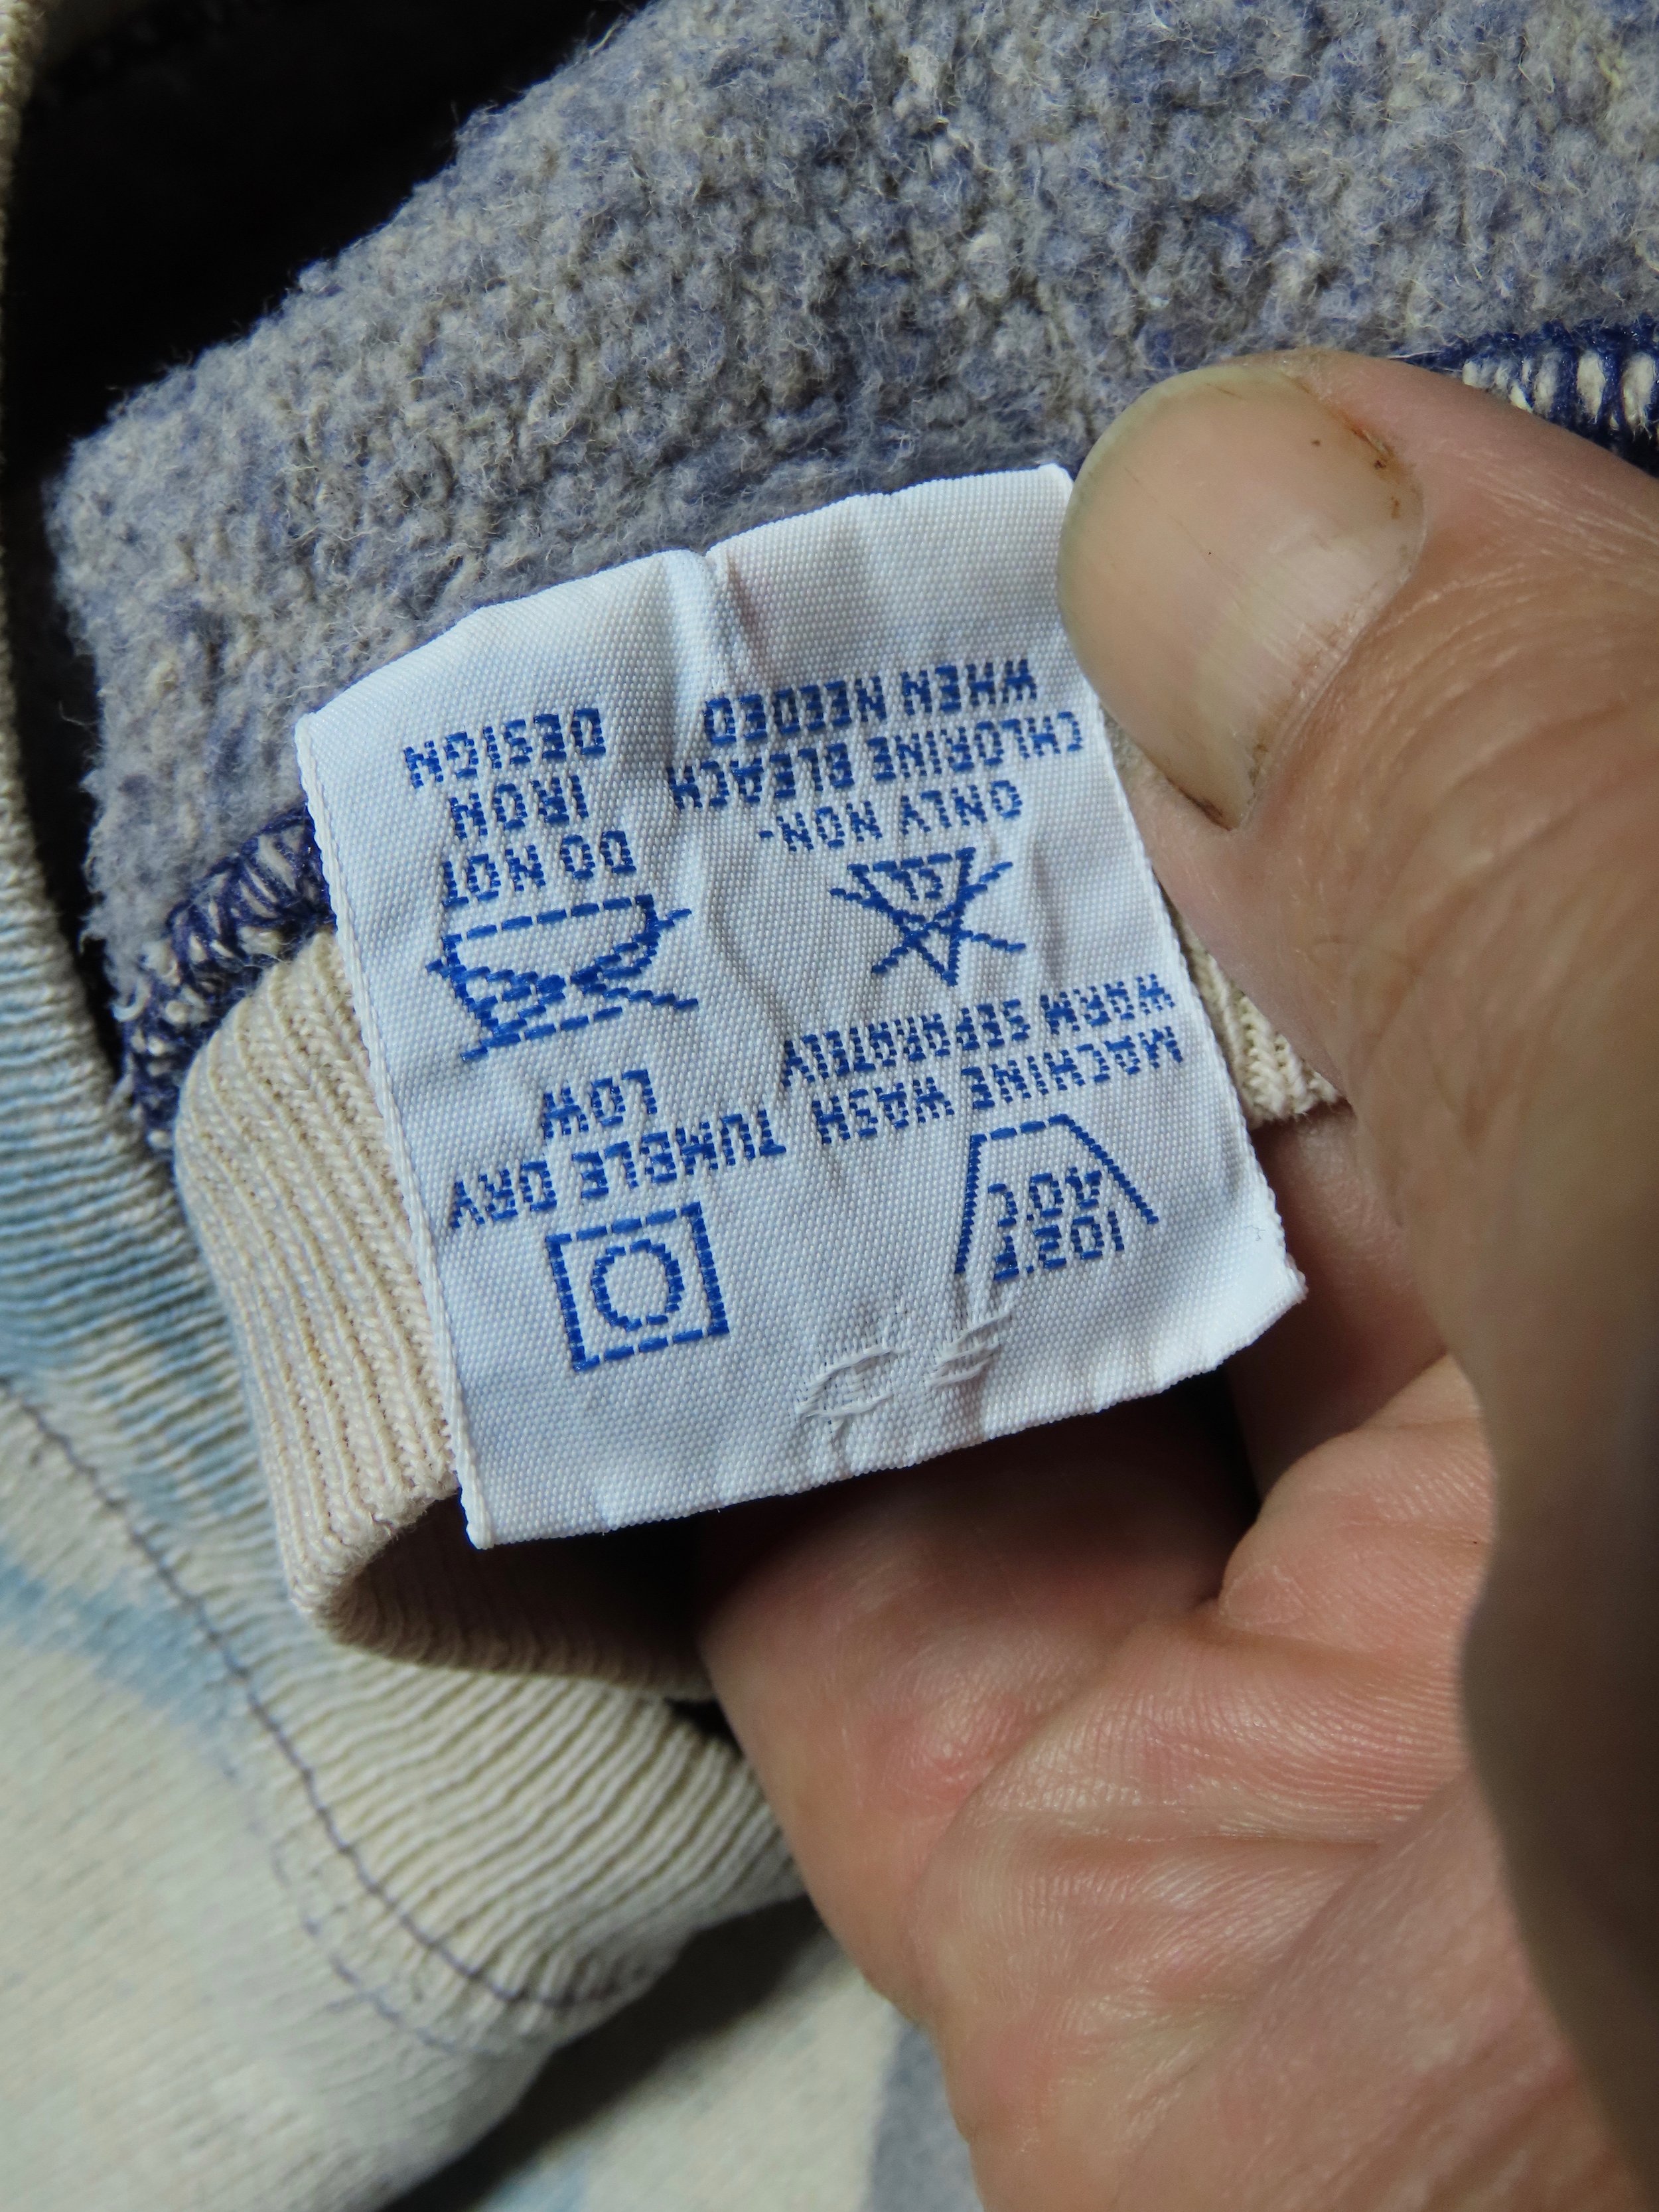 105°F
40°C
MACHINE WASH
WARM SEPARATELY
CL
ONLY NON-
CHLORINE BLEACH
WHEN NEEDED
TUMBLE DRY
LOW
DO NOT
IRON
DESIGN